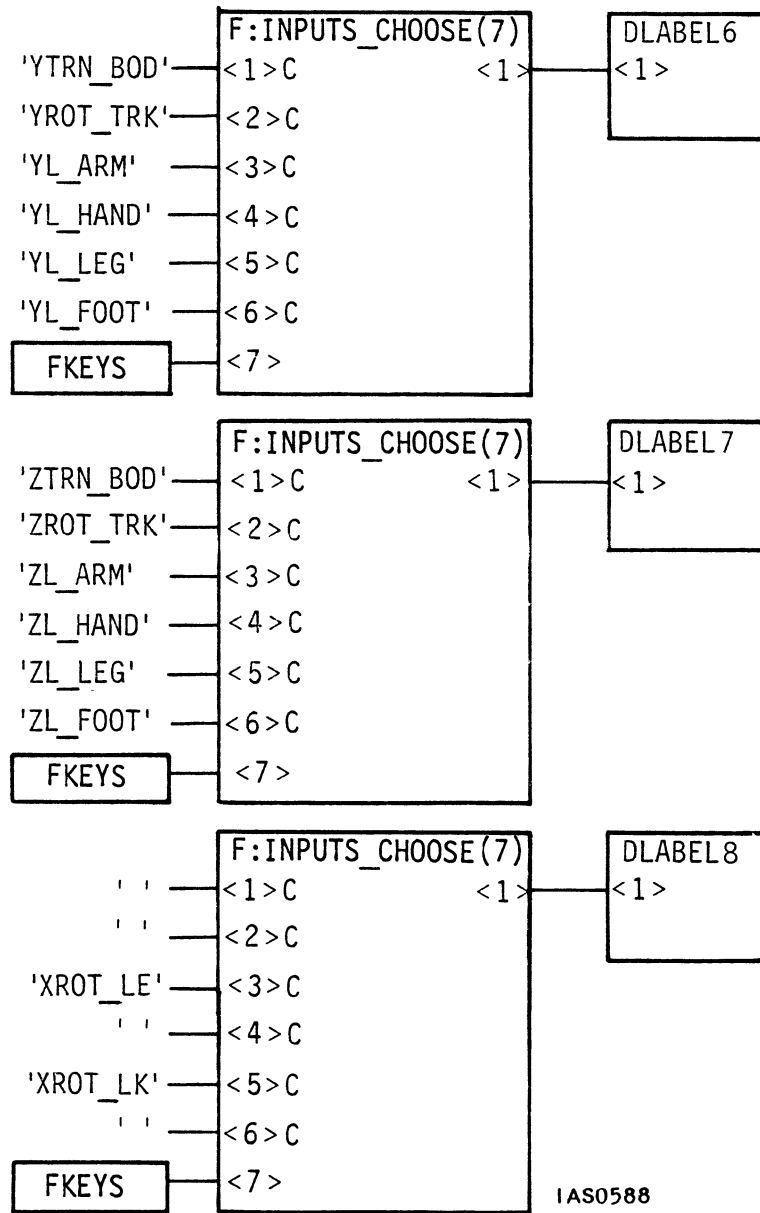 F:INPUTS_CHOOSE(7) DLABEL6
'YTRN_BOD' <1>C <1> <1>
'YROT_TRK' <2>C
'YL_ARM' <3>C
'YL_HAND' <4>C
'YL_LEG' <5>C
'YL_FOOT' <6>C
FKEYS <7>
F:INPUTS_CHOOSE(7) DLABEL7
'ZTRN_BOD' <1>C <1> <1>
'ZROT_TRK' <2>C
'ZL_ARM' <3>C
'ZL_HAND' <4>C
'ZL_LEG' <5>C
'ZL_FOOT' <6>C
FKEYS <7>
F:INPUTS_CHOOSE(7) DLABEL8
' ' <1>C <1> <1>
' ' <2>C
'XROT_LE' <3>C
' ' <4>C
'XROT_LK' <5>C
' ' <6>C
FKEYS <7>
IAS0588